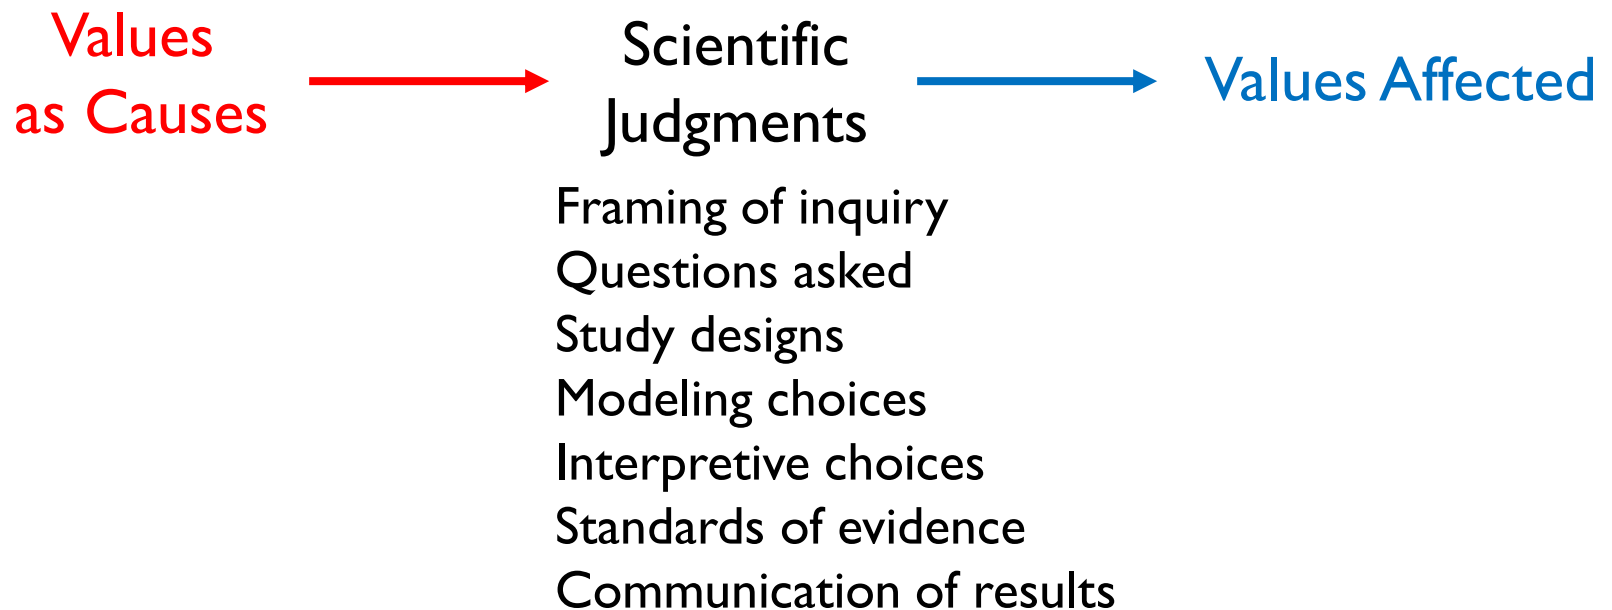 Values
as Causes
Scientific
Judgments
Values Affected
Framing of inquiry
Questions asked
Study designs
Modeling choices
Interpretive choices
Standards of evidence
Communication of results